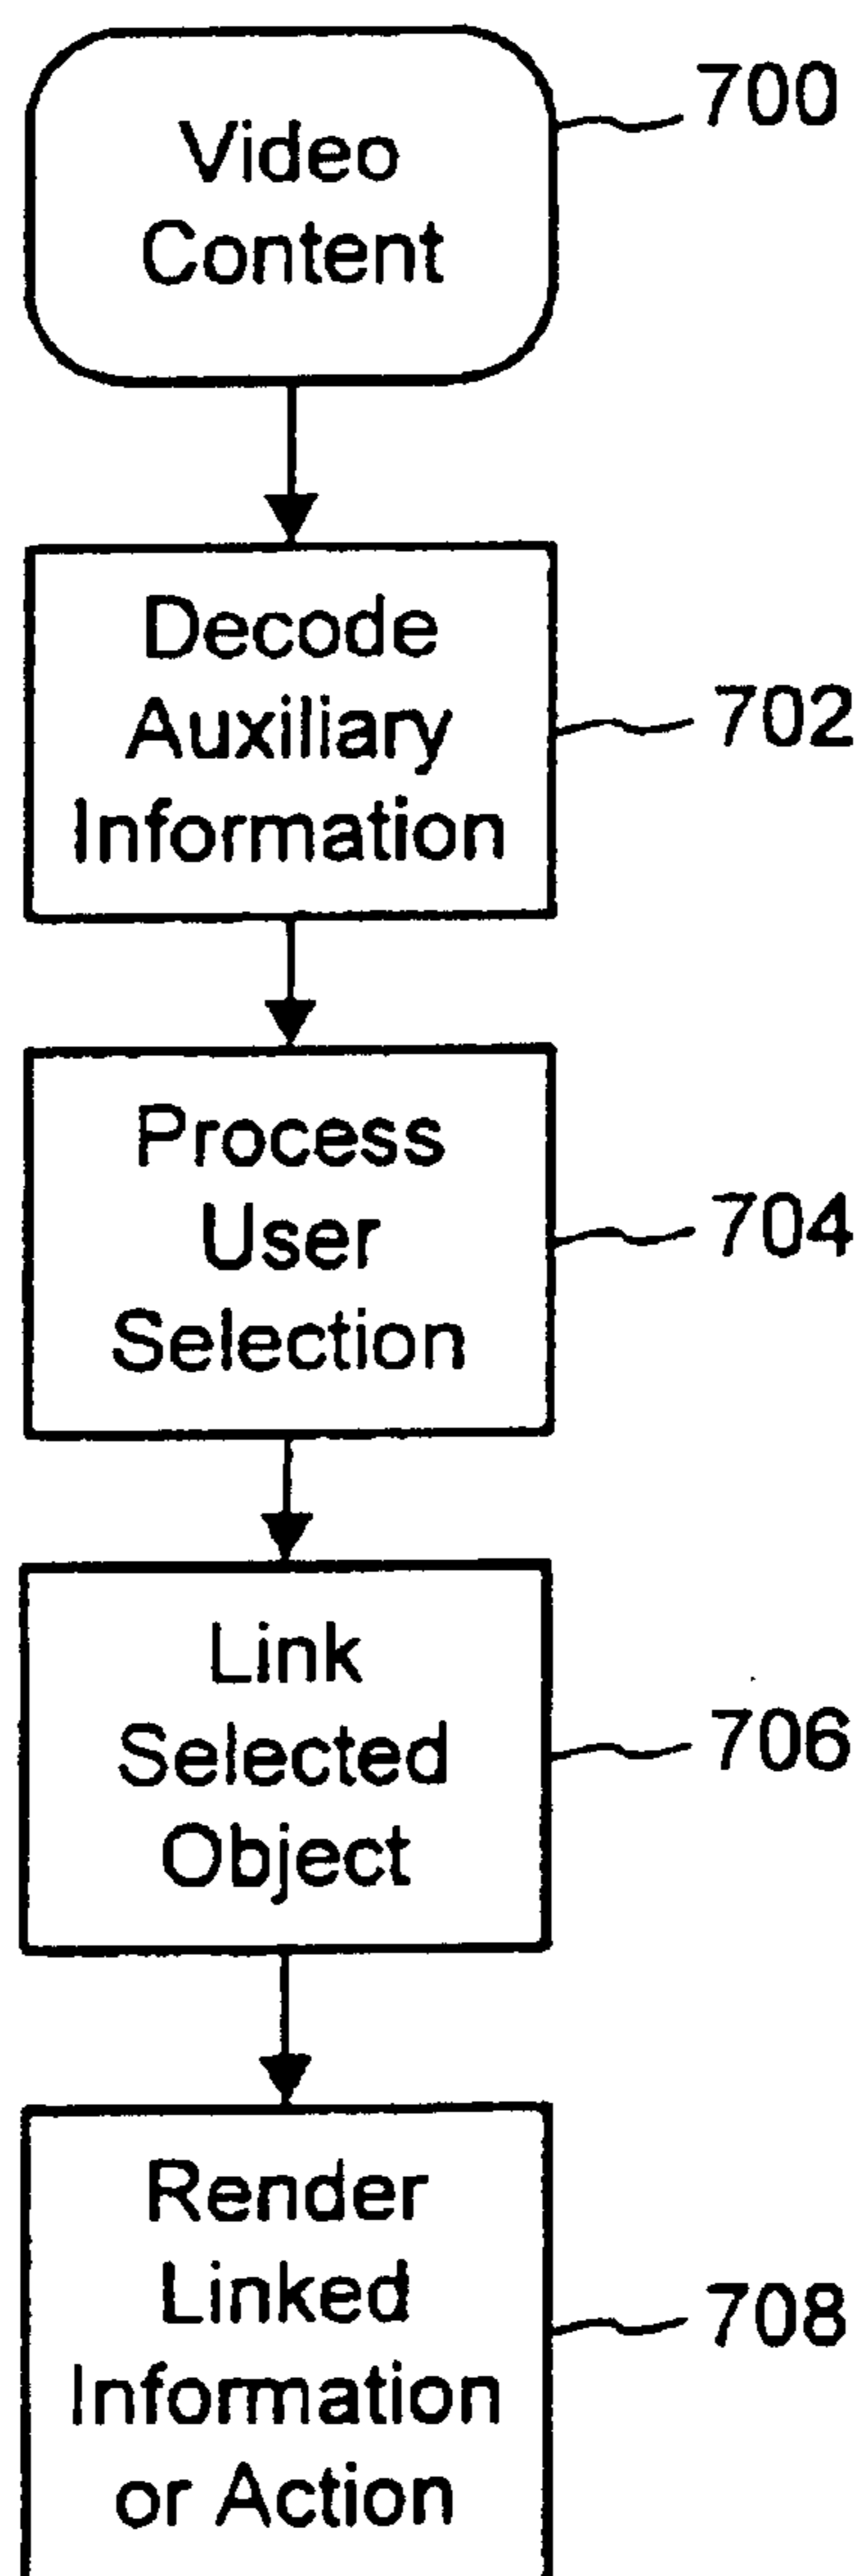 Video
Content
700
Decode
Auxiliary
Information
702
Process
User
Selection
704
Link
Selected
Object
706
Render
Linked
Information
or Action
708